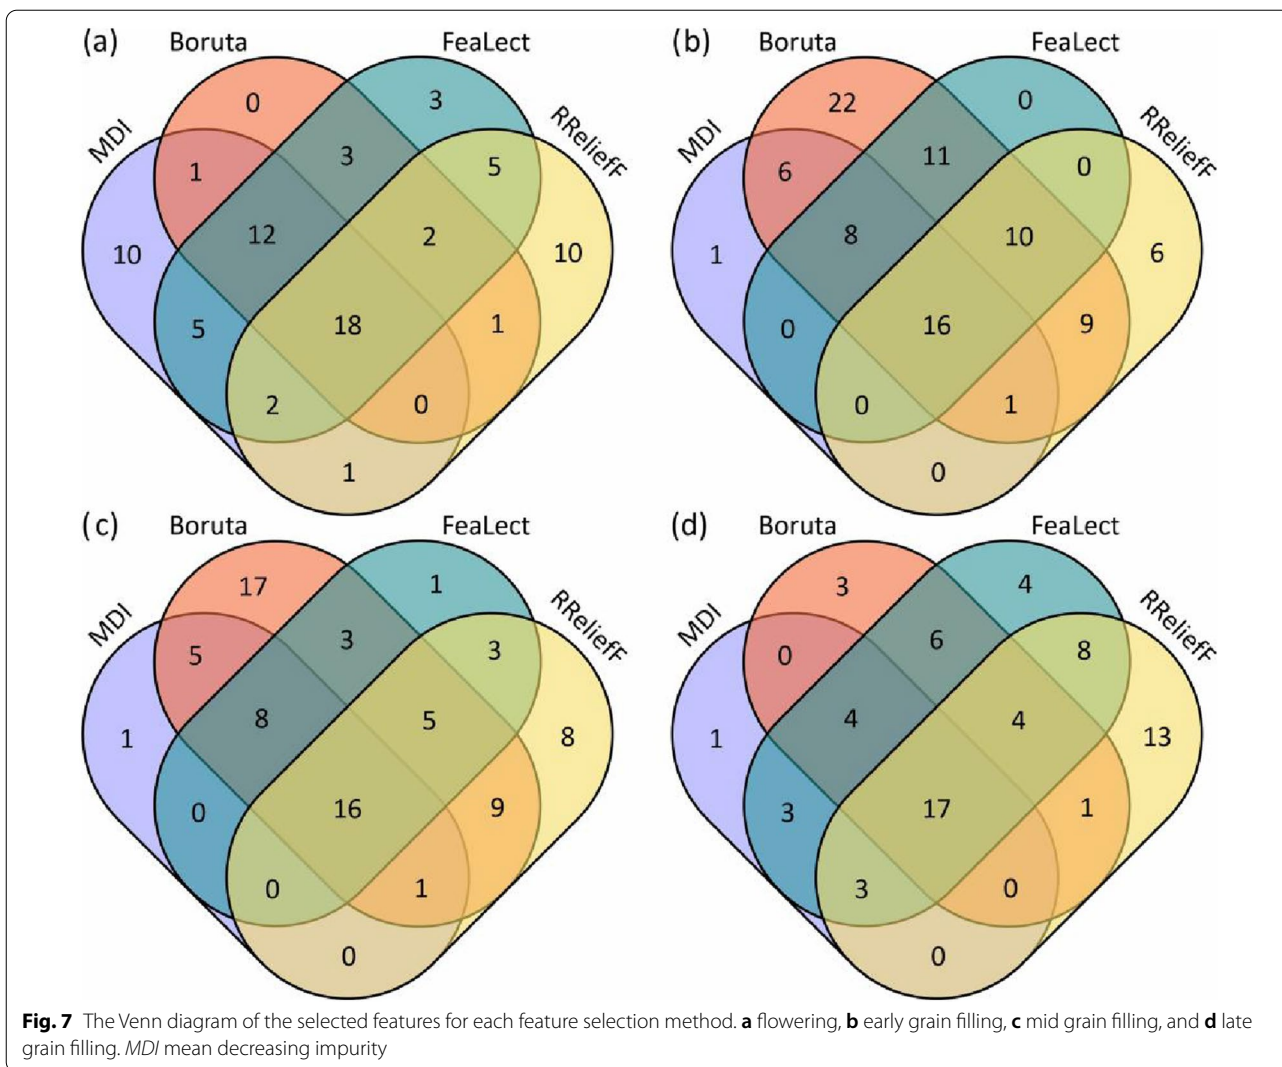 (a) Boruta FeaLect
MDI RReliefF
0 3
1 3 5
10 12 2 10
5 18 1
2 0
1
(b) Boruta FeaLect
MDI RReliefF
22 0
6 11 0
1 8 10 6
0 16 9
0 1
0
(c) Boruta FeaLect
MDI RReliefF
17 1
5 3 3
1 8 5 8
0 16 9
0 1
0
(d) Boruta FeaLect
MDI RReliefF
3 4
0 6 8
1 4 4 13
3 17 1
3 0
0
Fig. 7 The Venn diagram of the selected features for each feature selection method. a flowering, b early grain filling, c mid grain filling, and d late
grain filling. MDI mean decreasing impurity